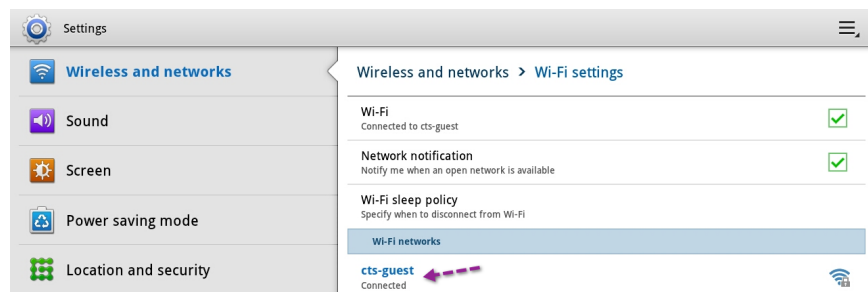 Settings
Wireless and networks
Sound
Screen
Power saving mode
Location and security
Wireless and networks > Wi-Fi settings
Wi-Fi
Connected to cts-guest
Network notification
Notify me when an open network is available
Wi-Fi sleep policy
Specify when to disconnect from Wi-Fi
Wi-Fi networks
cts-guest
Connected